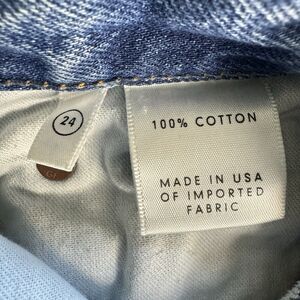 24
100% COTTON
MADE IN USA
OF IMPORTED
FABRIC